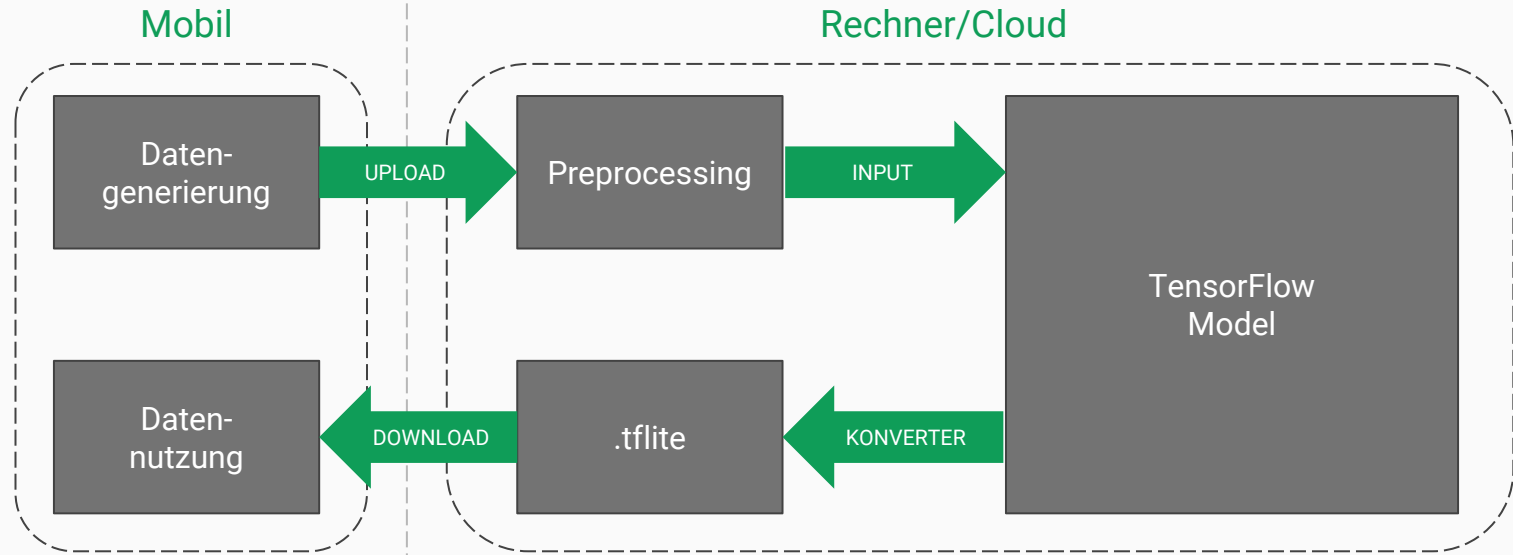 Mobil
Rechner/Cloud
Daten-
generierung
UPLOAD
Preprocessing
INPUT
TensorFlow
Model
Daten-
nutzung
DOWNLOAD
.tflite
KONVERTER